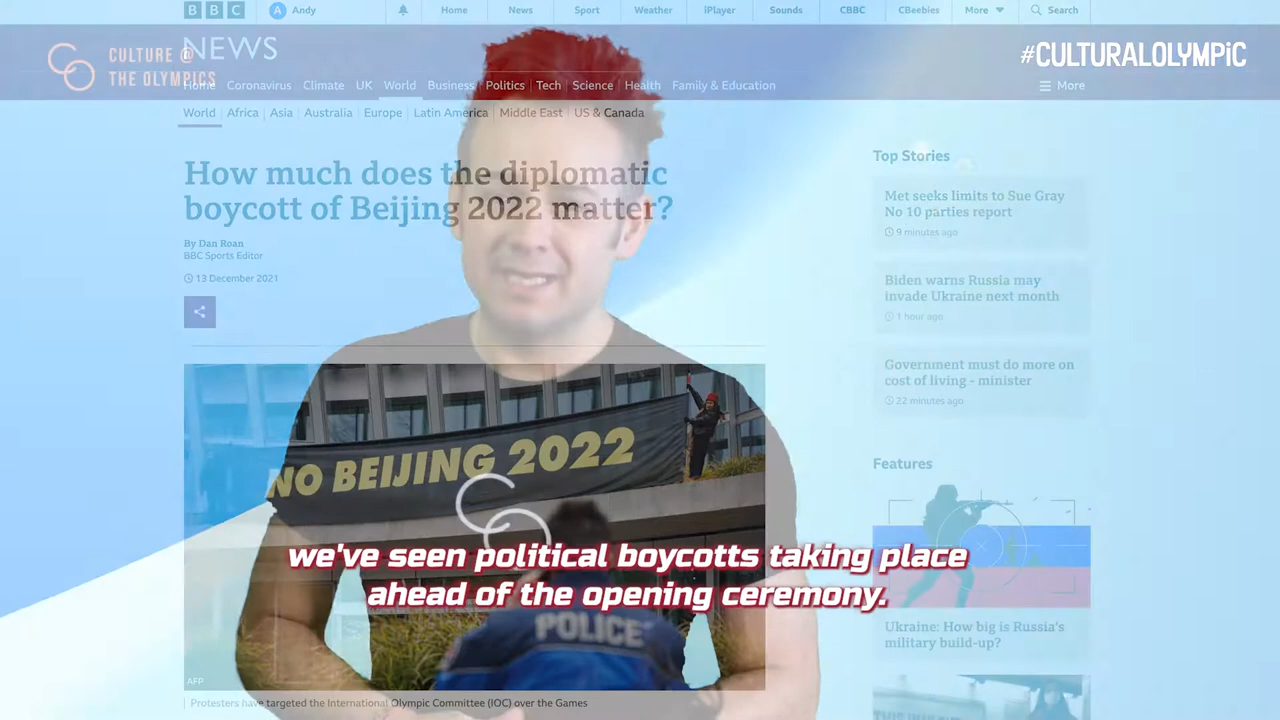 BBC
Andy
Home
News
Sport
Weather
iPlayer
Sounds
CBBC
CBeebies
More
Search
CULTURE @
THE OLYMPICS
NEWS
#CULTURALOLYMPIC
Home
Coronavirus
Climate
UK
World
Business
Politics
Tech
Science
Health
Family & Education
More
World
Africa
Asia
Australia
Europe
Latin America
Middle East
US & Canada
How much does the diplomatic
boycott of Beijing 2022 matter?
By Dan Roan
BBC Sports Editor
13 December 2021
NO BEIJING 2022
POLICE
AFP
Protesters have targeted the International Olympic Committee (IOC) over the Games
Top Stories
Met seeks limits to Sue Gray
No 10 parties report
9 minutes ago
Biden warns Russia may
invade Ukraine next month
1 hour ago
Government must do more on
cost of living - minister
22 minutes ago
Features
Ukraine: How big is Russia's
military build-up?
we've seen political boycotts taking place
ahead of the opening ceremony.